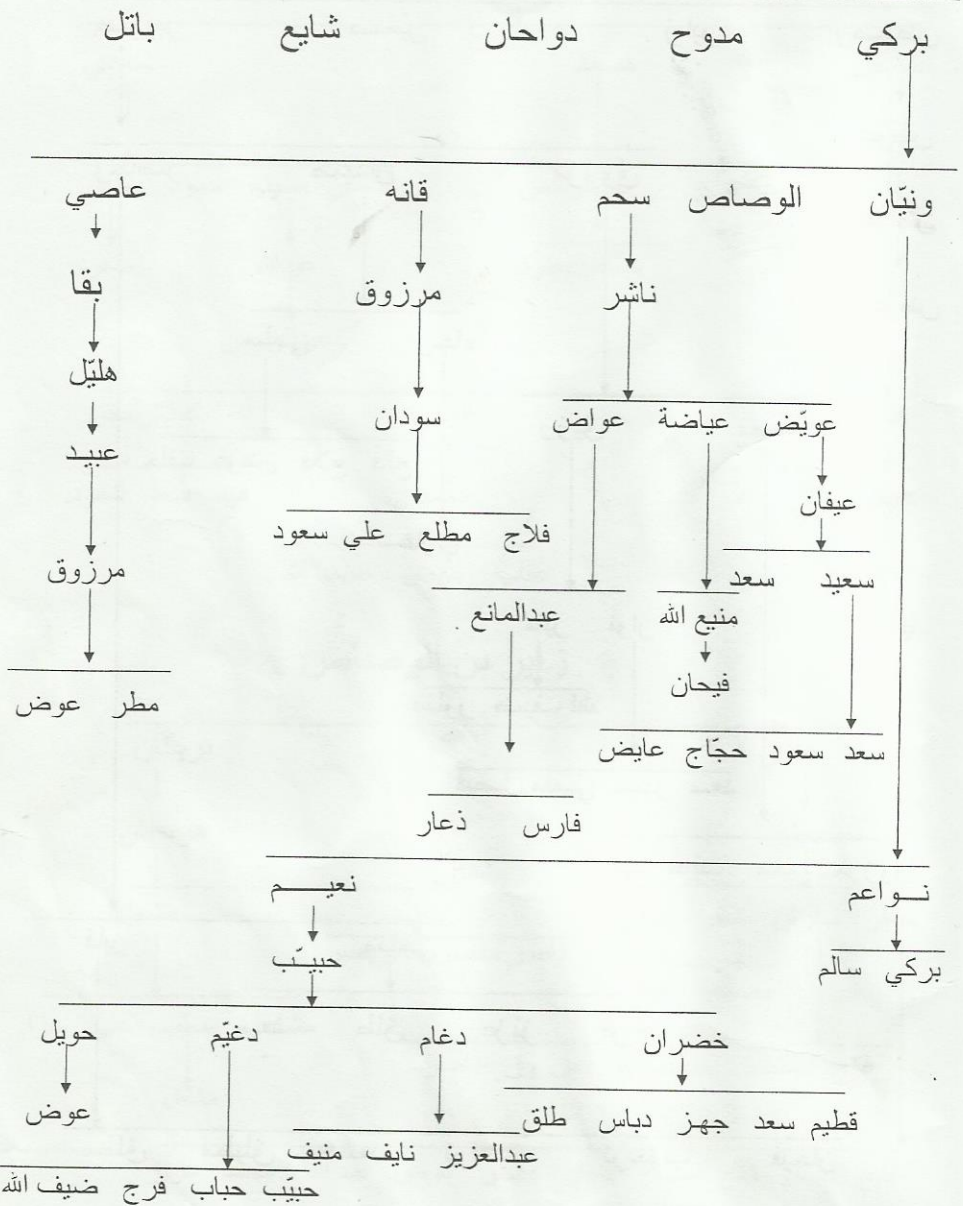 بركي مدوح دواحان شايع باتل
ونيّان الوصاص سحم قانه عاصي
ناشر مرزوق بقا
هليّل
عويّض عياضة عواض سودان
عبيد
عيفان
فلاج مطلع علي سعود
سعيد سعد مرزوق
منيع الله عبدالمانع
فيحان
مطر عوض
سعد سعود حجّاج عايض
فارس ذعار
نواعم نعيم
بركي سالم حبيّب
خضران دغام دغيّم حويل
قطيم سعد جهز دباس طلق عوض
عبدالعزيز نايف منيف
حبيّب حباب فرج ضيف الله